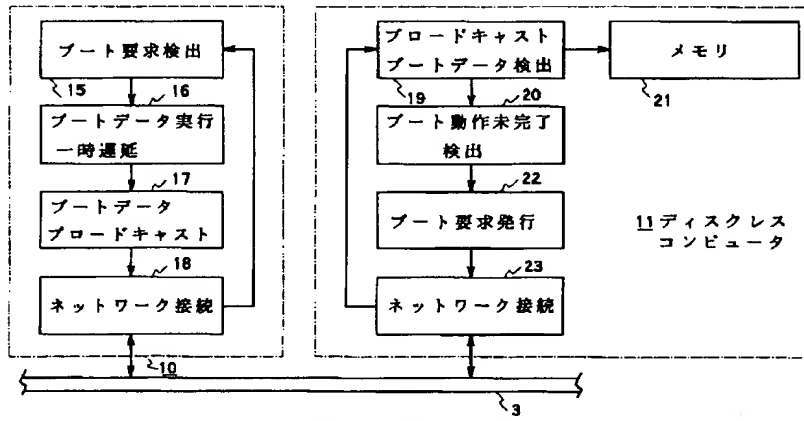 ブート要求検出
15
16
ブートデータ実行
一時遅延
17
ブートデータ
ブロードキャスト
18
ネットワーク接続
10
ブロードキャスト
ブートデータ検出
19
20
メモリ
21
ブート動作未完了
検出
22
ブート要求発行
23
ネットワーク接続
11 ディスクレス
コンピュータ
3